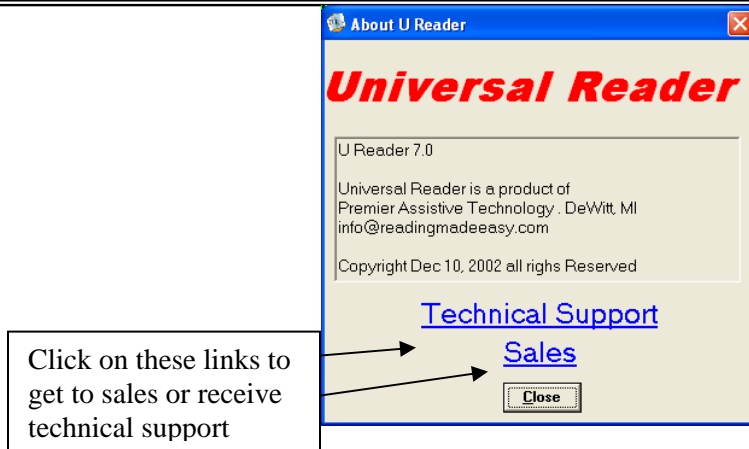 About U Reader
Universal Reader
U Reader 7.0
Universal Reader is a product of
Premier Assistive Technology . DeWitt, MI
info@readingmadeeasy.com
Copyright Dec 10, 2002 all righs Reserved
Technical Support
Sales
Close
Click on these links to
get to sales or receive
technical support